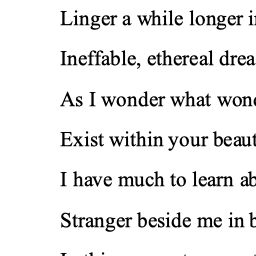 Linger a while longer
Ineffable, ethereal
As I wonder what
Exist within your
I have much to learn
Stranger beside me in